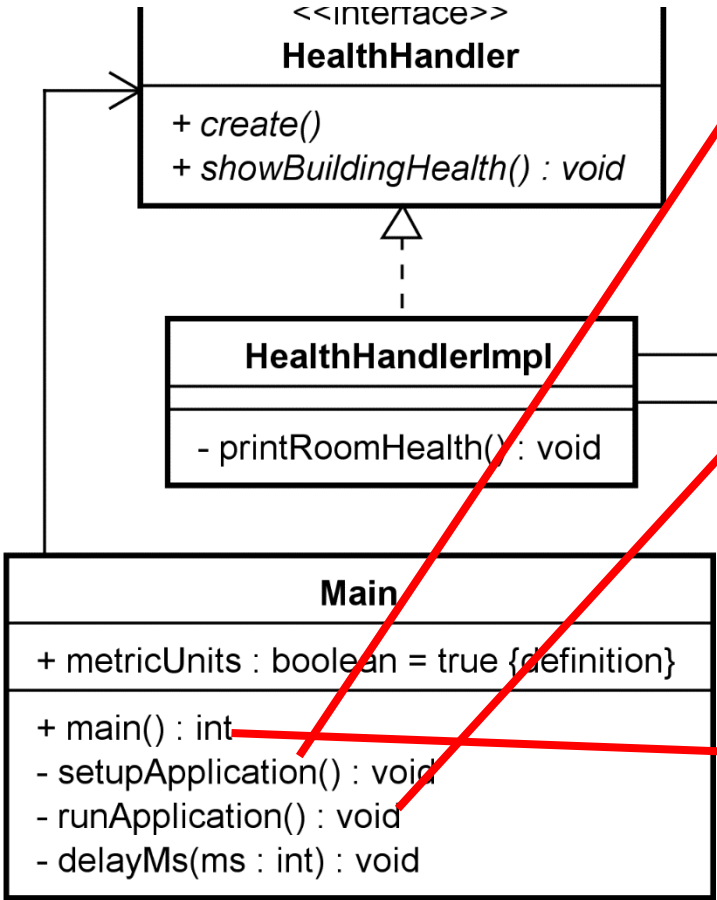 <<interface>>
HealthHandler
+ create()
+ showBuildingHealth() : void
HealthHandlerImpl
- printRoomHealth() : void
Main
+ metricUnits : boolean = true {definition}
+ main() : int
- setupApplication() : void
- runApplication() : void
- delayMs(ms : int) : void